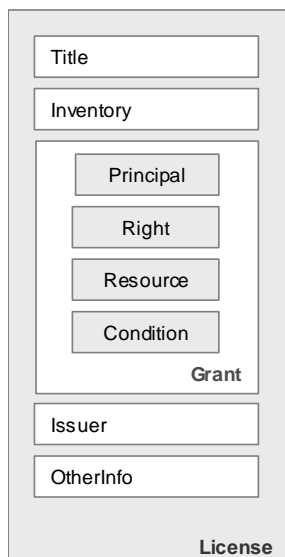 Title
Inventory
Principal
Right
Resource
Condition
Grant
Issuer
OtherInfo
License